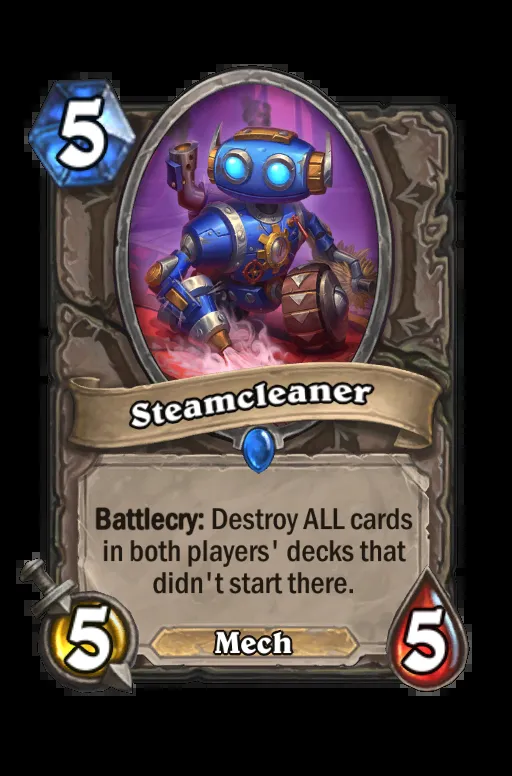 5
Steamcleaner
Battlecry: Destroy ALL cards
in both players' decks that
didn't start there.
5
Mech
5